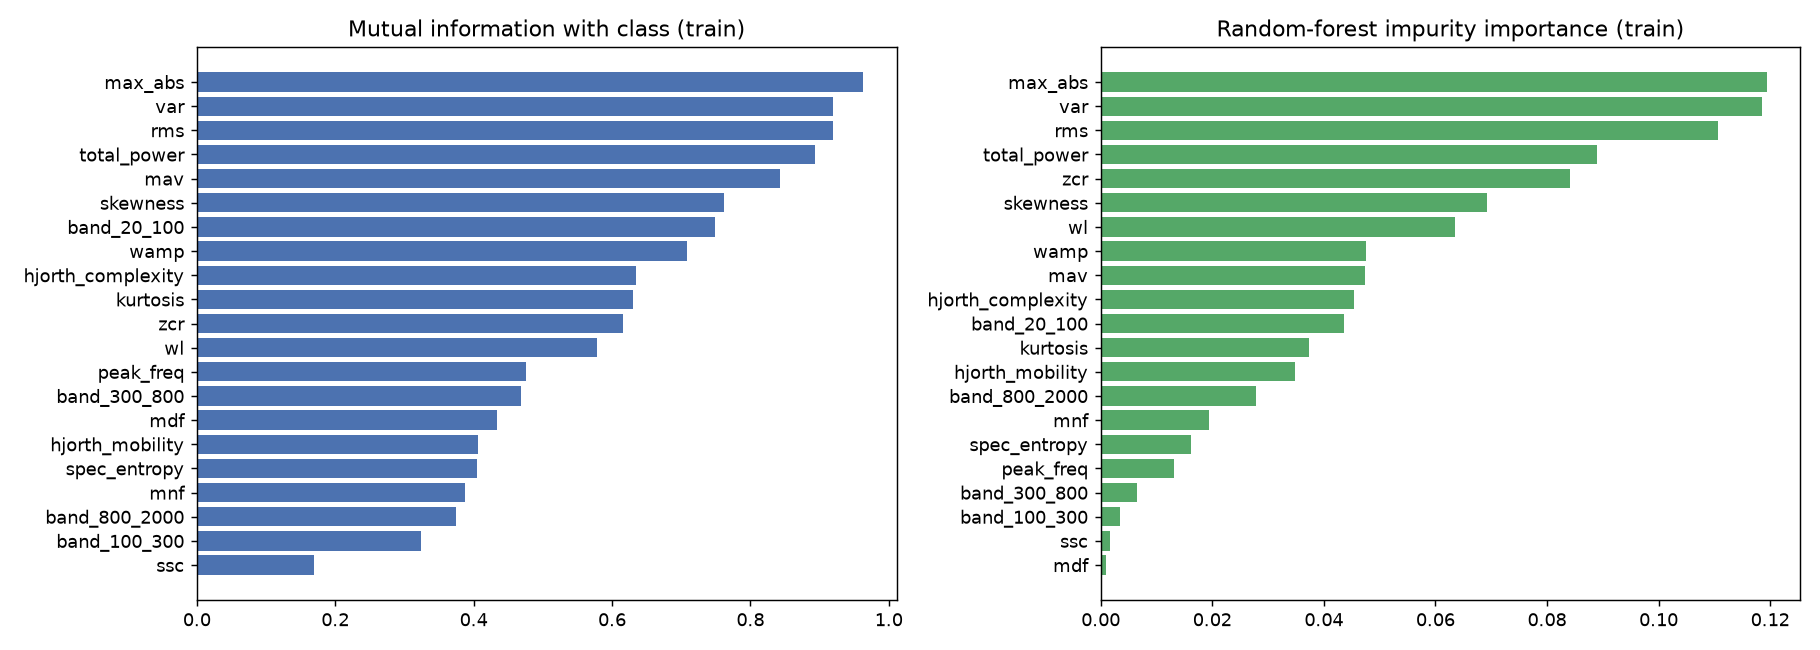 Mutual information with class (train)
max_abs
var
rms
total_power
mav
skewness
band_20_100
wamp
hjorth_complexity
kurtosis
zcr
wl
peak_freq
band_300_800
mdf
hjorth_mobility
spec_entropy
mnf
band_800_2000
band_100_300
ssc
0.0 0.2 0.4 0.6 0.8 1.0
Random-forest impurity importance (train)
max_abs
var
rms
total_power
zcr
skewness
wl
wamp
mav
hjorth_complexity
band_20_100
kurtosis
hjorth_mobility
band_800_2000
mnf
spec_entropy
peak_freq
band_300_800
band_100_300
ssc
mdf
0.00 0.02 0.04 0.06 0.08 0.10 0.12